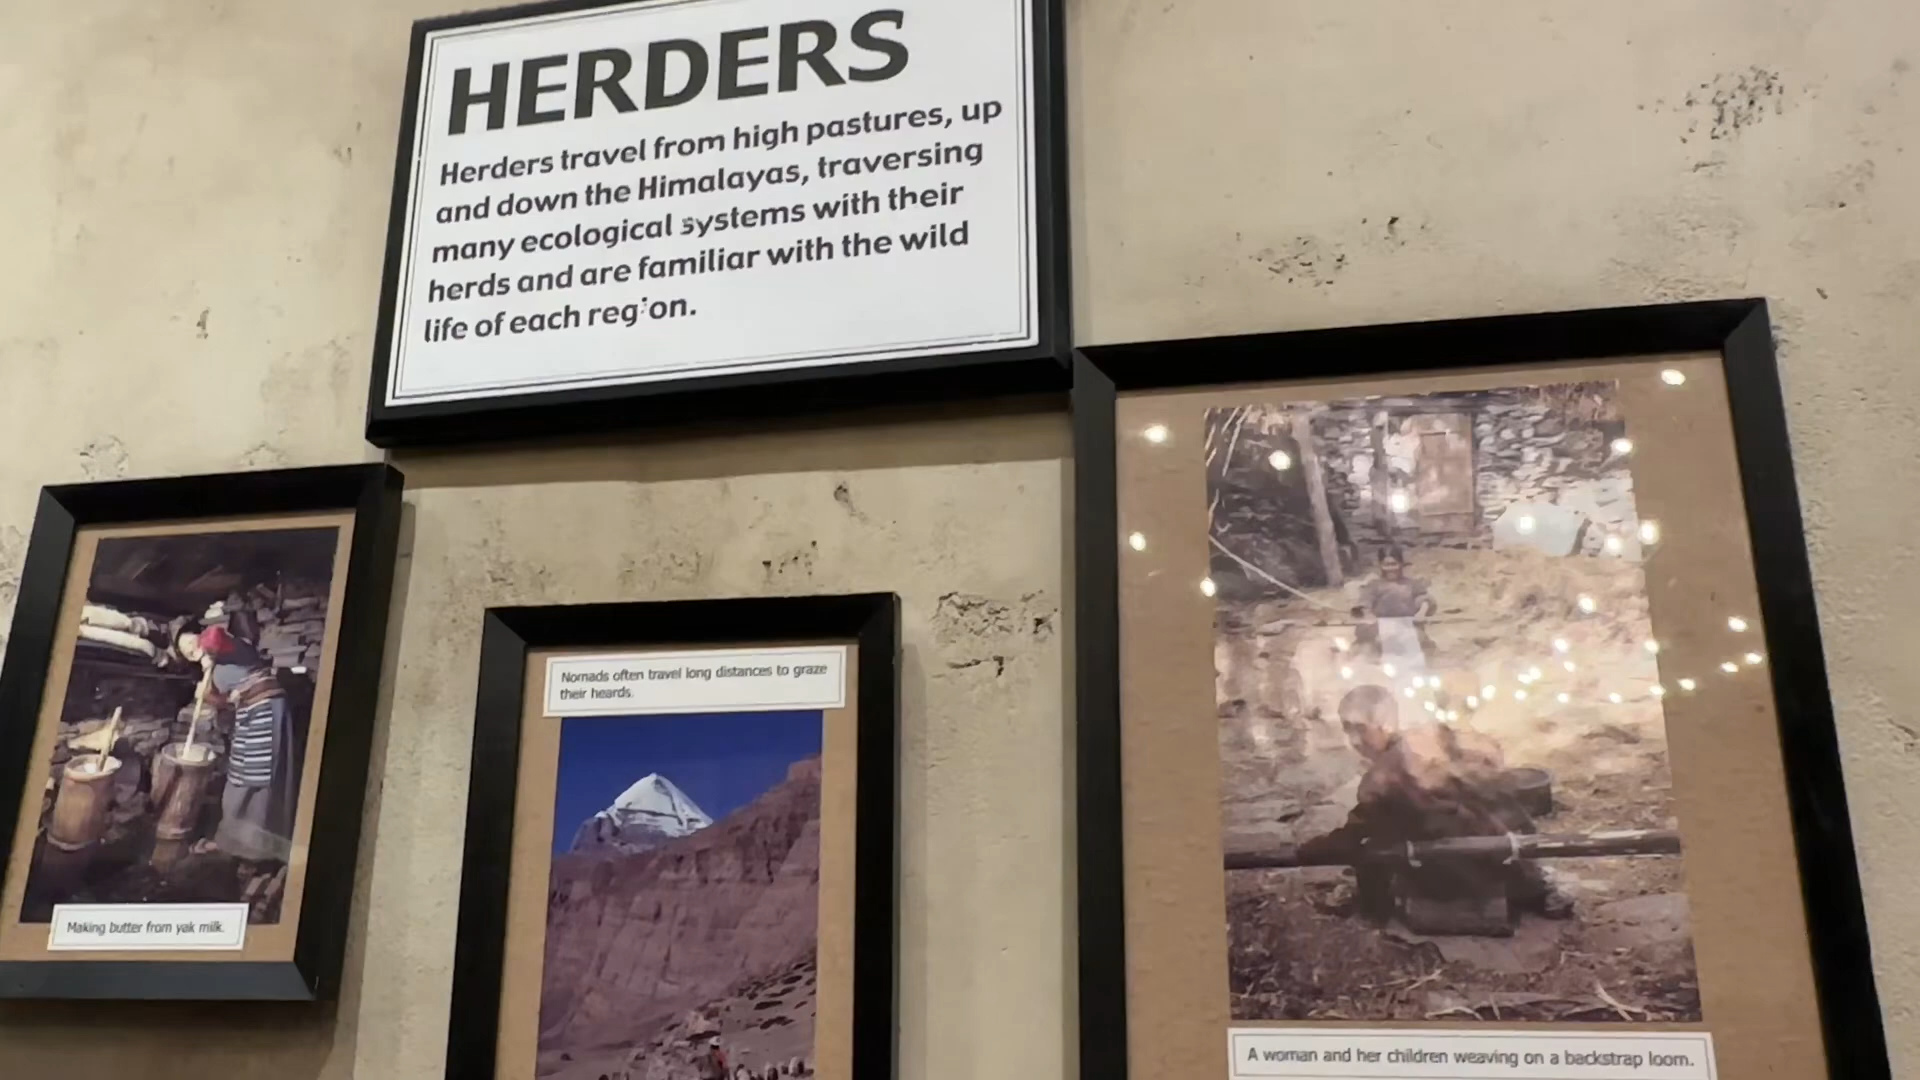 HERDERS
Herders travel from high pastures, up
and down the Himalayas, traversing
many ecological systems with their
herds and are familiar with the wild
life of each region.
Nomads often travel long distances to graze
their heards.
Making butter from yak milk.
A woman and her children weaving on a backstrap loom.